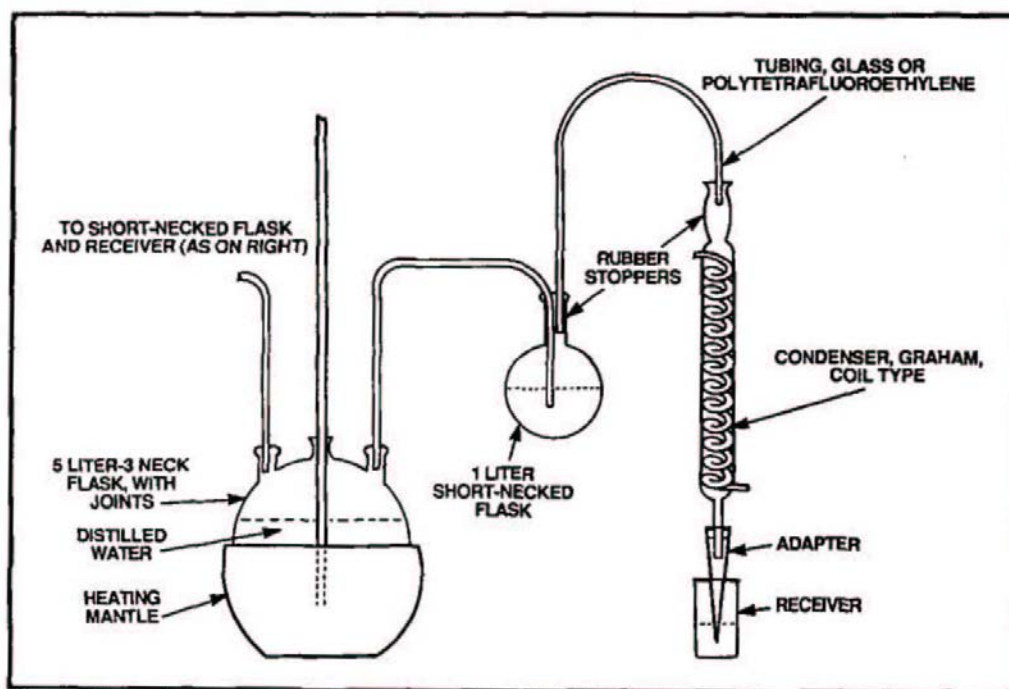 TUBING, GLASS OR
POLYTETRAFLUOROETHYLENE
TO SHORT-NECKED FLASK
AND RECEIVER (AS ON RIGHT)
RUBBER
STOPPERS
CONDENSER, GRAHAM,
COIL TYPE
5 LITER-3 NECK
FLASK, WITH
JOINTS
1 LITER
SHORT-NECKED
FLASK
DISTILLED
WATER
ADAPTER
HEATING
MANTLE
RECEIVER